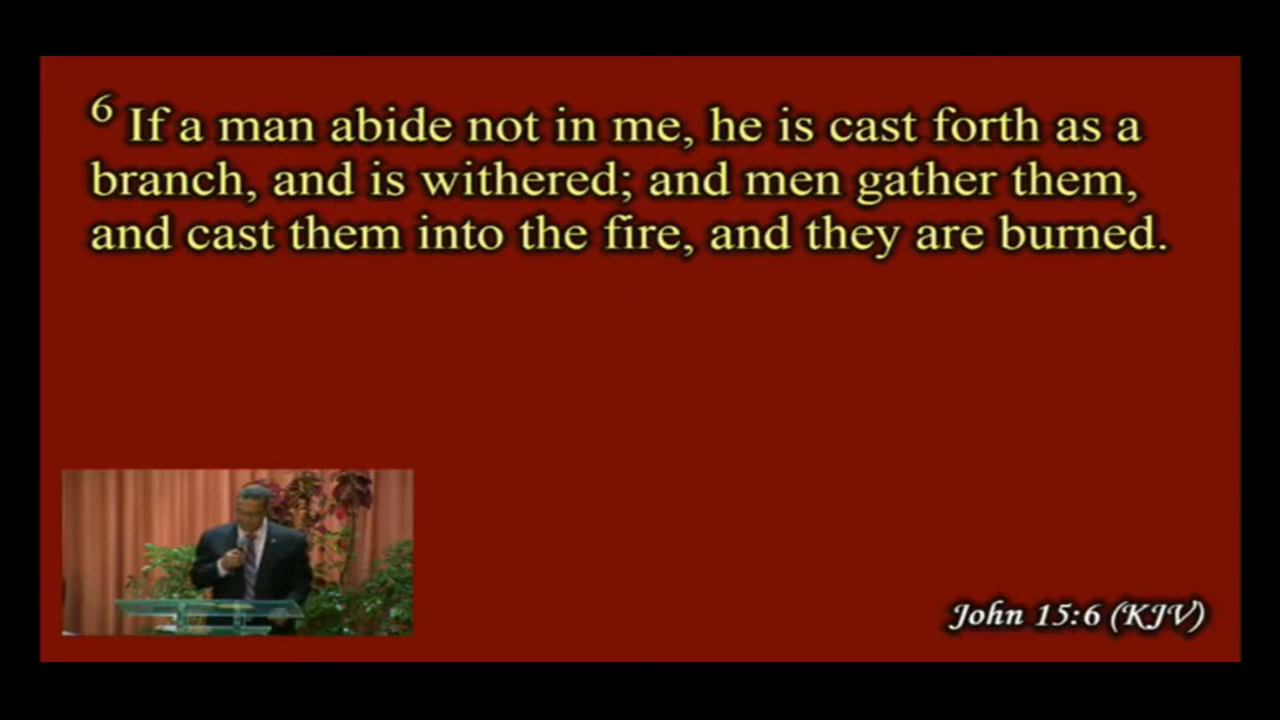 6 If a man abide not in me, he is cast forth as a
branch, and is withered; and men gather them,
and cast them into the fire, and they are burned.
John 15:6 (KJV)